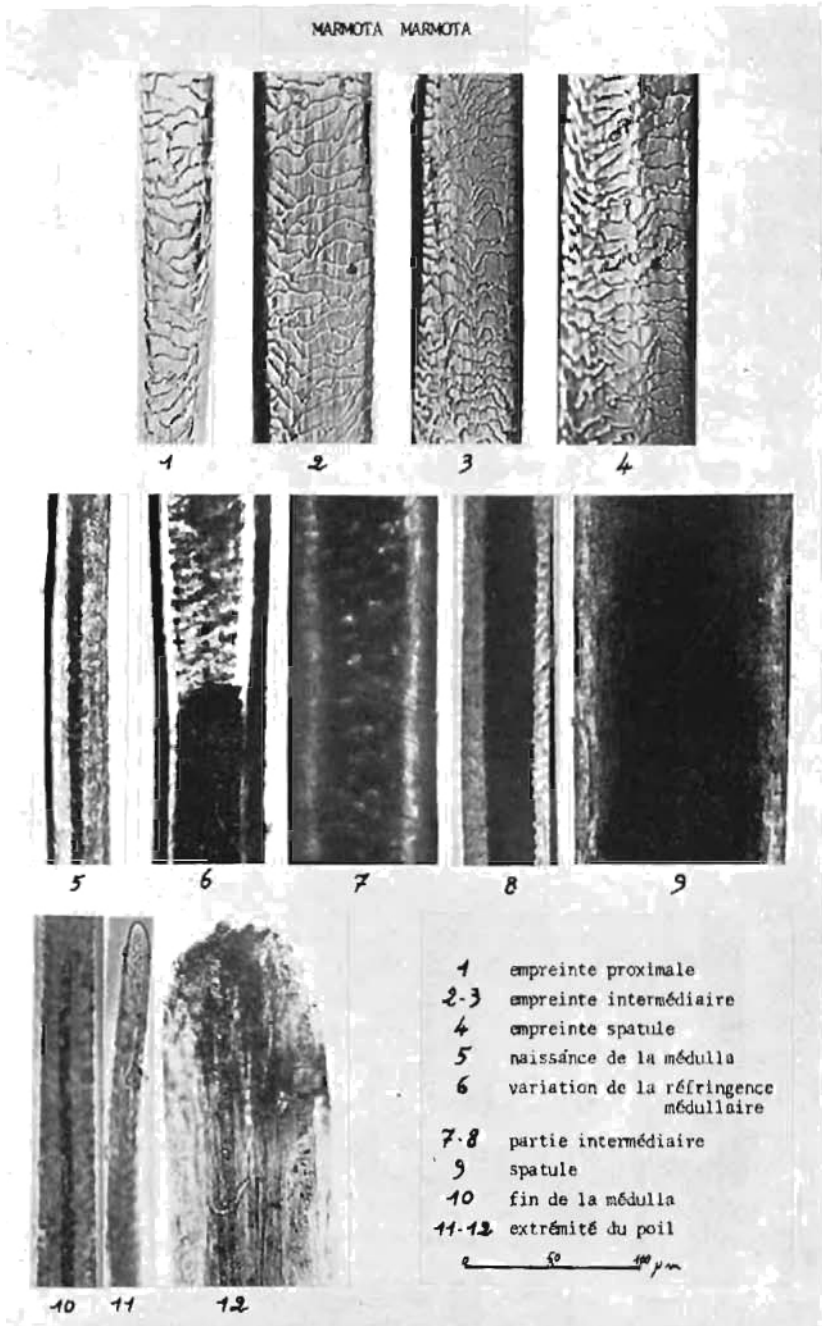 MARMOTA MARMOTA
1 2 3 4
5 6 7 8 9
1 empreinte proximale
2-3 empreinte intermédiaire
4 empreinte spatule
5 naissance de la médulla
6 variation de la réfringence
médullaire
7-8 partie intermédiaire
9 spatule
10 fin de la médulla
11-12 extrémité du poil
0 50 100 µm
10 11 12